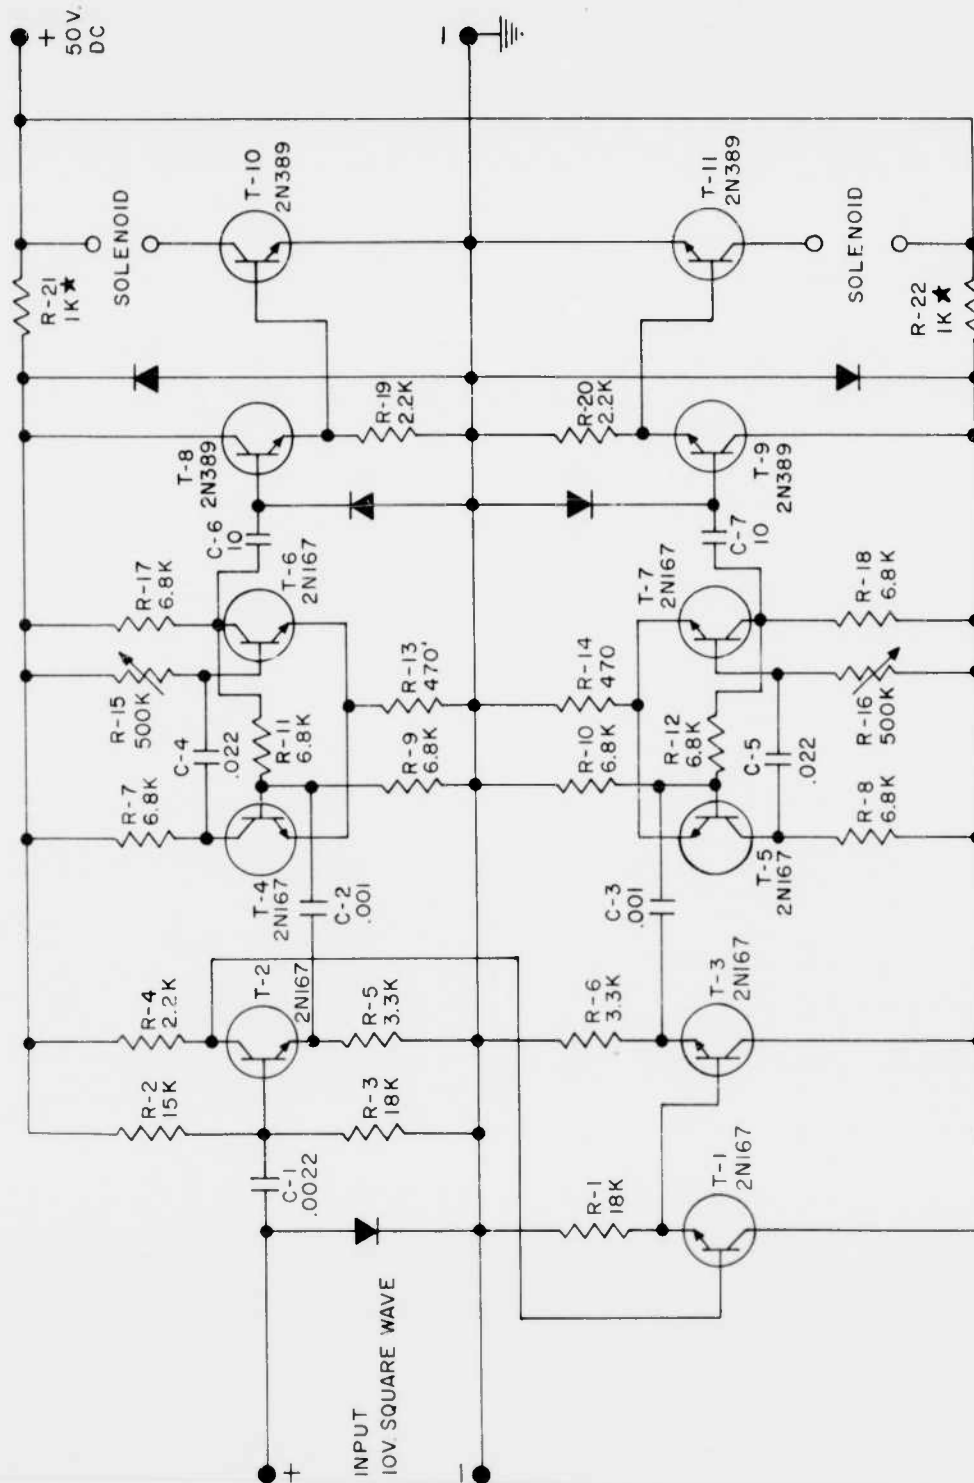 +
50V.
DC
−
R-21
1K★
SOLENOID
T-10
2N389
T-8
2N389
R-19
2.2K
C-6
10
R-17
6.8K
T-6
2N167
R-15
500K
C-4
.022
R-11
6.8K
R-13
470'
R-9
6.8K
R-7
6.8K
T-4
2N167
C-2
.001
R-4
2.2K
T-2
2N167
R-5
3.3K
R-2
15K
R-3
18K
C-1
.0022
+
INPUT
10V. SQUARE WAVE
−
R-1
18K
T-1
2N167
R-6
3.3K
T-3
2N167
C-3
.001
R-10
6.8K
R-14
470
R-12
6.8K
T-5
2N167
C-5
.022
R-8
6.8K
R-16
500K
T-7
2N167
R-18
6.8K
C-7
10
R-20
2.2K
T-9
2N389
T-11
2N389
SOLENOID
R-22
1K★